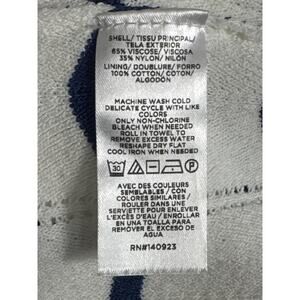 SHELL/ TISSU PRINCIPAL/
TELA EXTERIOR
65% VISCOSE/ VISCOSA
35% NYLON/ NILÓN
LINING/ DOUBLURE/ FORRO
100% COTTON/ COTON/
ALGODÓN
MACHINE WASH COLD
DELICATE CYCLE WITH LIKE
COLORS
ONLY NON-CHLORINE
BLEACH WHEN NEEDED
ROLL IN TOWEL TO
REMOVE EXCESS WATER
RESHAPE DRY FLAT
COOL IRON WHEN NEEDED
30
AVEC DES COULEURS
SEMBLABLES / CON
COLORES SIMILARES /
ROULER DANS UNE
SERVIETTE POUR ENLEVER
L'EXCÈS D'EAU / ENROLLAR
EN UNA TOALLA PARA
REMOVER EL EXCESO DE
AGUA
RN#140923